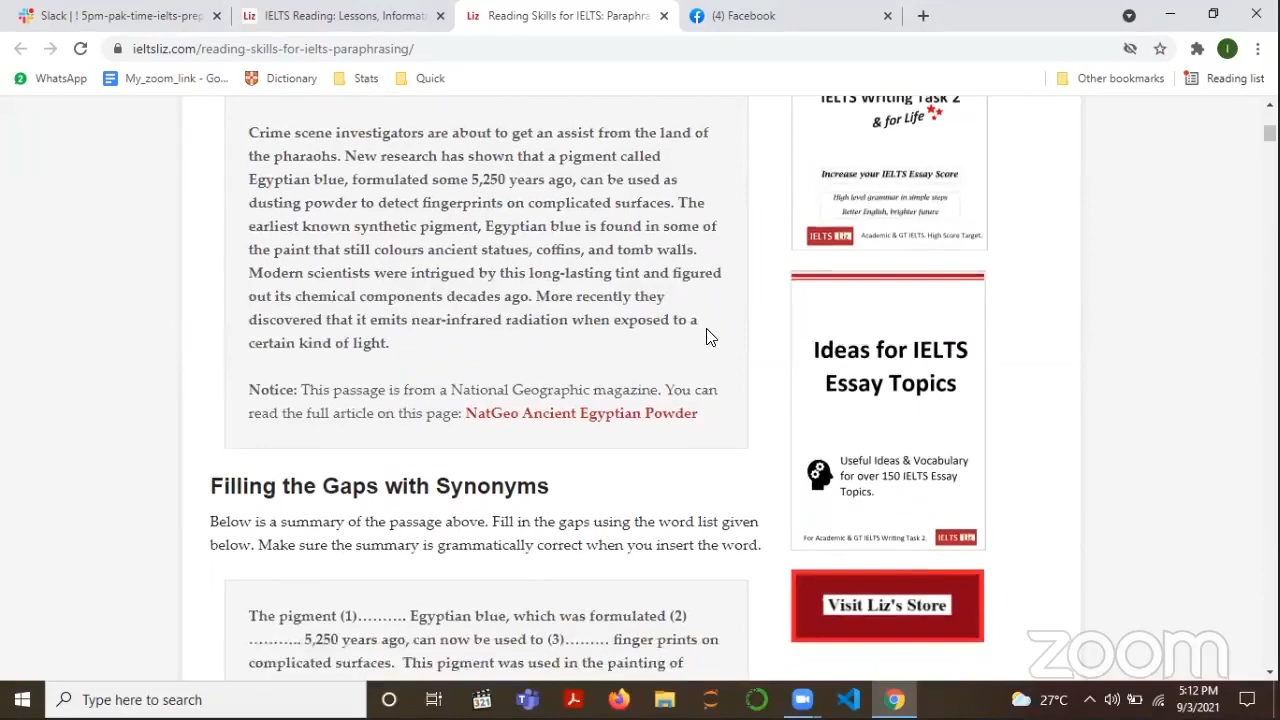 Slack | ! 5pm-pak-time-ielts-prep
Liz IELTS Reading: Lessons, Informat
Liz Reading Skills for IELTS: Paraphra
(4) Facebook
ieltsliz.com/reading-skills-for-ielts-paraphrasing/
I
2 WhatsApp
My_zoom_link - Go...
Dictionary
Stats
Quick
Other bookmarks
Reading list
Crime scene investigators are about to get an assist from the land of
the pharaohs. New research has shown that a pigment called
Egyptian blue, formulated some 5,250 years ago, can be used as
dusting powder to detect fingerprints on complicated surfaces. The
earliest known synthetic pigment, Egyptian blue is found in some of
the paint that still colours ancient statues, coffins, and tomb walls.
Modern scientists were intrigued by this long-lasting tint and figured
out its chemical components decades ago. More recently they
discovered that it emits near-infrared radiation when exposed to a
certain kind of light.
Notice: This passage is from a National Geographic magazine. You can
read the full article on this page: NatGeo Ancient Egyptian Powder
Filling the Gaps with Synonyms
Below is a summary of the passage above. Fill in the gaps using the word list given
below. Make sure the summary is grammatically correct when you insert the word.
The pigment (1)………. Egyptian blue, which was formulated (2)
……….. 5,250 years ago, can now be used to (3)……… finger prints on
complicated surfaces. This pigment was used in the painting of
IELTS Writing Task 2
& for Life
Increase your IELTS Essay Score
High level grammar in simple steps
Better English, brighter future
IELTS Liz Academic & GT IELTS. High Score Target.
Ideas for IELTS
Essay Topics
Useful Ideas & Vocabulary
for over 150 IELTS Essay
Topics.
For Academic & GT IELTS Writing Task 2. IELTS Liz
Visit Liz's Store
zoom
Type here to search
27°C
5:12 PM
9/3/2021